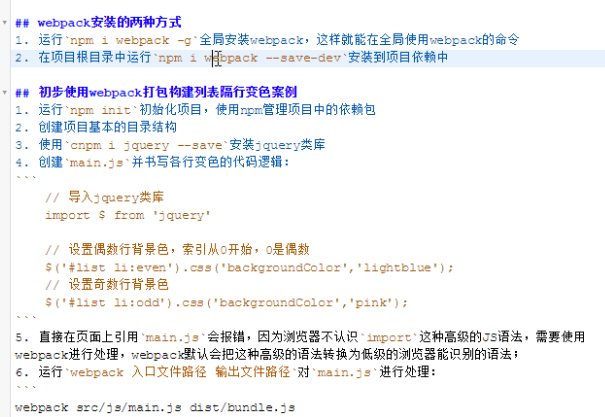 ## webpack安装的两种方式
1. 运行`npm i webpack -g`全局安装webpack，这样就能在全局使用webpack的命令
2. 在项目根目录中运行`npm i webpack --save-dev`安装到项目依赖中
## 初步使用webpack打包构建列表隔行变色案例
1. 运行`npm init`初始化项目，使用npm管理项目中的依赖包
2. 创建项目基本的目录结构
3. 使用`cnpm i jquery --save`安装jquery类库
4. 创建`main.js`并书写各行变色的代码逻辑：
```
// 导入jquery类库
import $ from 'jquery'
// 设置偶数行背景色，索引从0开始，0是偶数
$('#list li:even').css('backgroundColor','lightblue');
// 设置奇数行背景色
$('#list li:odd').css('backgroundColor','pink');
```
5. 直接在页面上引用`main.js`会报错，因为浏览器不认识`import`这种高级的JS语法，需要使用
webpack进行处理，webpack默认会把这种高级的语法转换为低级的浏览器能识别的语法；
6. 运行`webpack 入口文件路径 输出文件路径`对`main.js`进行处理：
```
webpack src/js/main.js dist/bundle.js